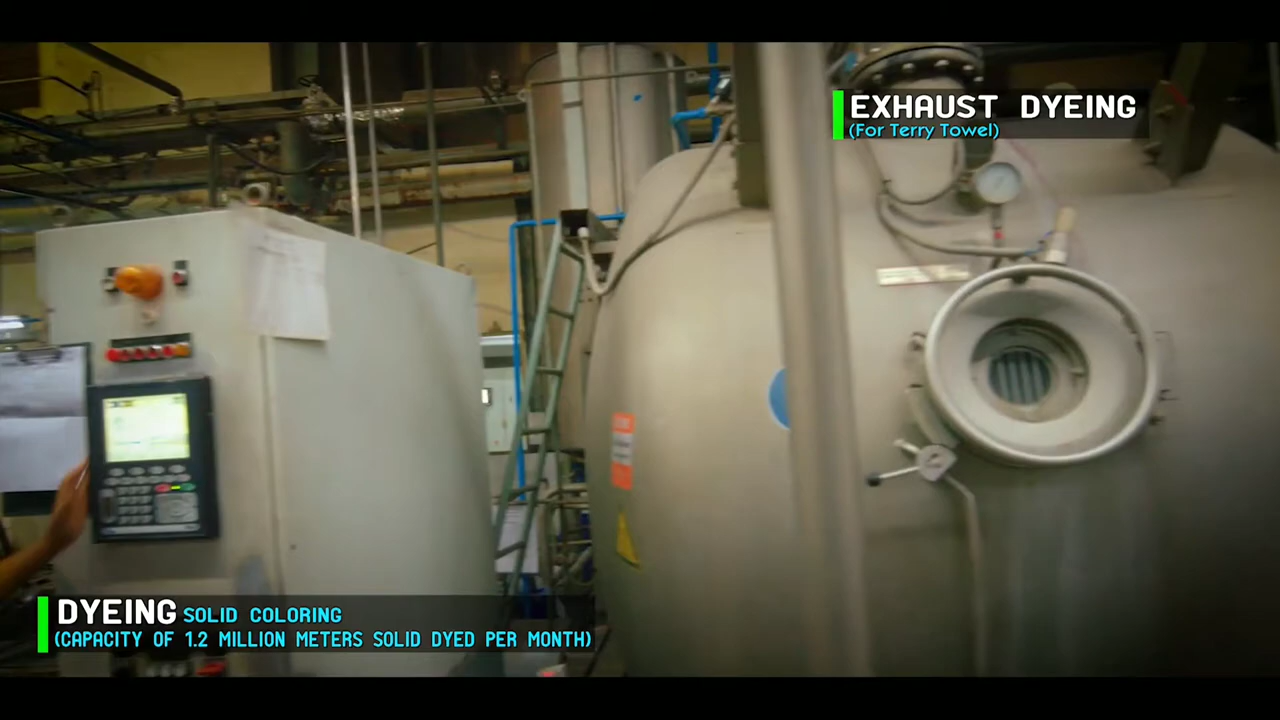 EXHAUST DYEING
(For Terry Towel)
DYEING SOLID COLORING
(CAPACITY OF 1.2 MILLION METERS SOLID DYED PER MONTH)